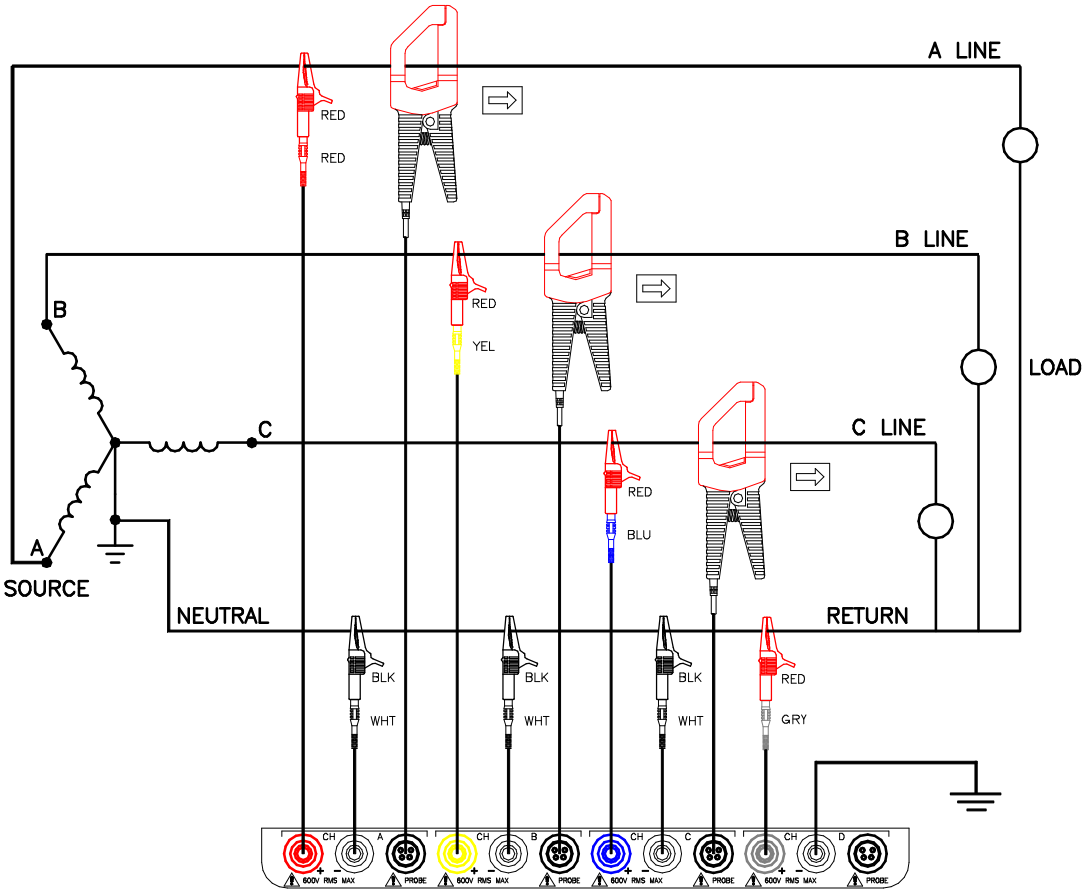 A LINE
RED
RED
B LINE
RED
YEL
B
LOAD
C
C LINE
RED
BLU
A
SOURCE
NEUTRAL
RETURN
BLK
BLK
BLK
RED
WHT
WHT
WHT
GRY
CH A CH B CH C CH D
+ − + − + − + −
600V RMS MAX PROBE 600V RMS MAX PROBE 600V RMS MAX PROBE 600V RMS MAX PROBE